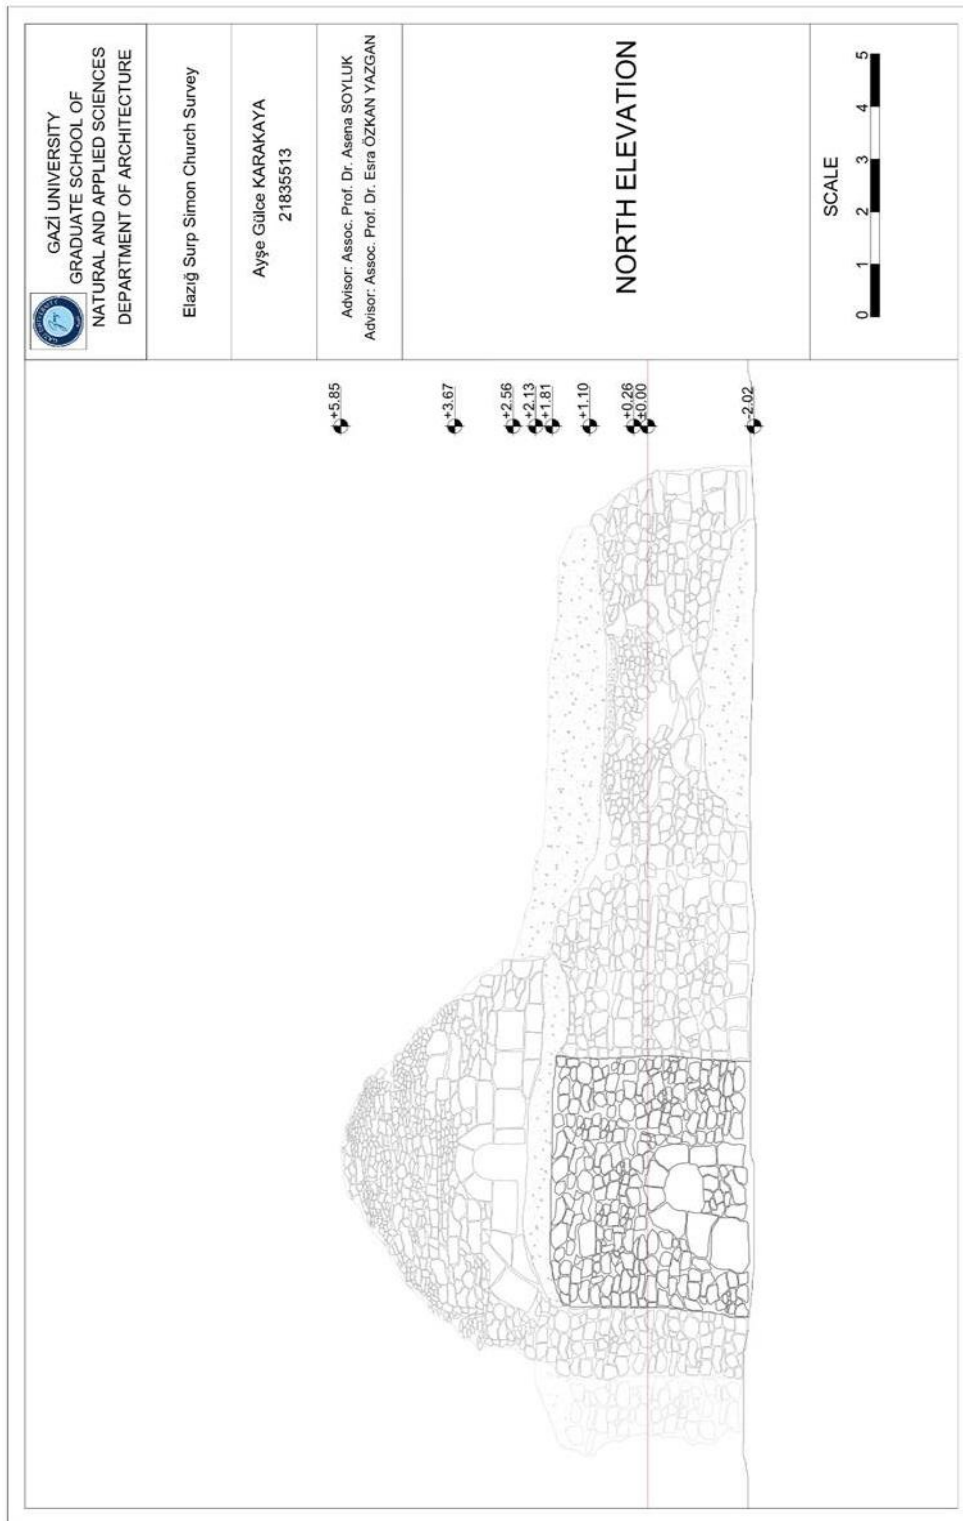 GAZİ UNIVERSITY
GRADUATE SCHOOL OF
NATURAL AND APPLIED SCIENCES
DEPARTMENT OF ARCHITECTURE
Elazığ Surp Simon Church Survey
Ayşe Gülce KARAKAYA
21835513
Advisor: Assoc. Prof. Dr. Asena SOYLUK
Advisor: Assoc. Prof. Dr. Esra ÖZKAN YAZGAN
NORTH ELEVATION
SCALE
0 1 2 3 4 5
+5.85
+3.67
+2.56
+2.13
+1.81
+1.10
+0.26
±0.00
-2.02